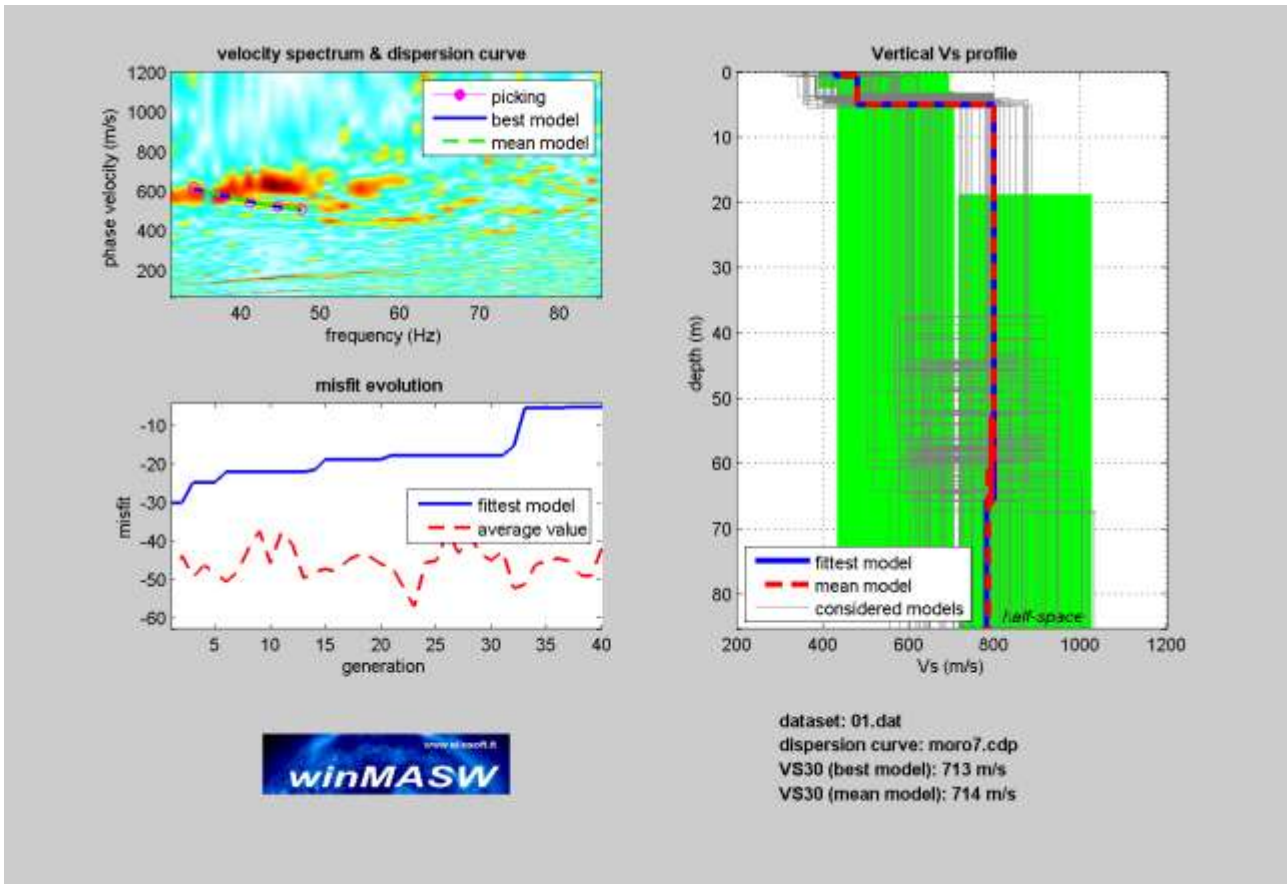 velocity spectrum & dispersion curve
1200
1000
800
600
400
200
phase velocity (m/s)
picking
best model
mean model
40 50 60 70 80
frequency (Hz)
misfit evolution
-10
-20
-30
-40
-50
-60
misfit
fittest model
average value
5 10 15 20 25 30 35 40
generation
winMASW
Vertical Vs profile
0
10
20
30
40
50
60
70
80
depth (m)
fittest model
mean model
considered models
half-space
200 400 600 800 1000 1200
Vs (m/s)
dataset: 01.dat
dispersion curve: moro7.cdp
VS30 (best model): 713 m/s
VS30 (mean model): 714 m/s